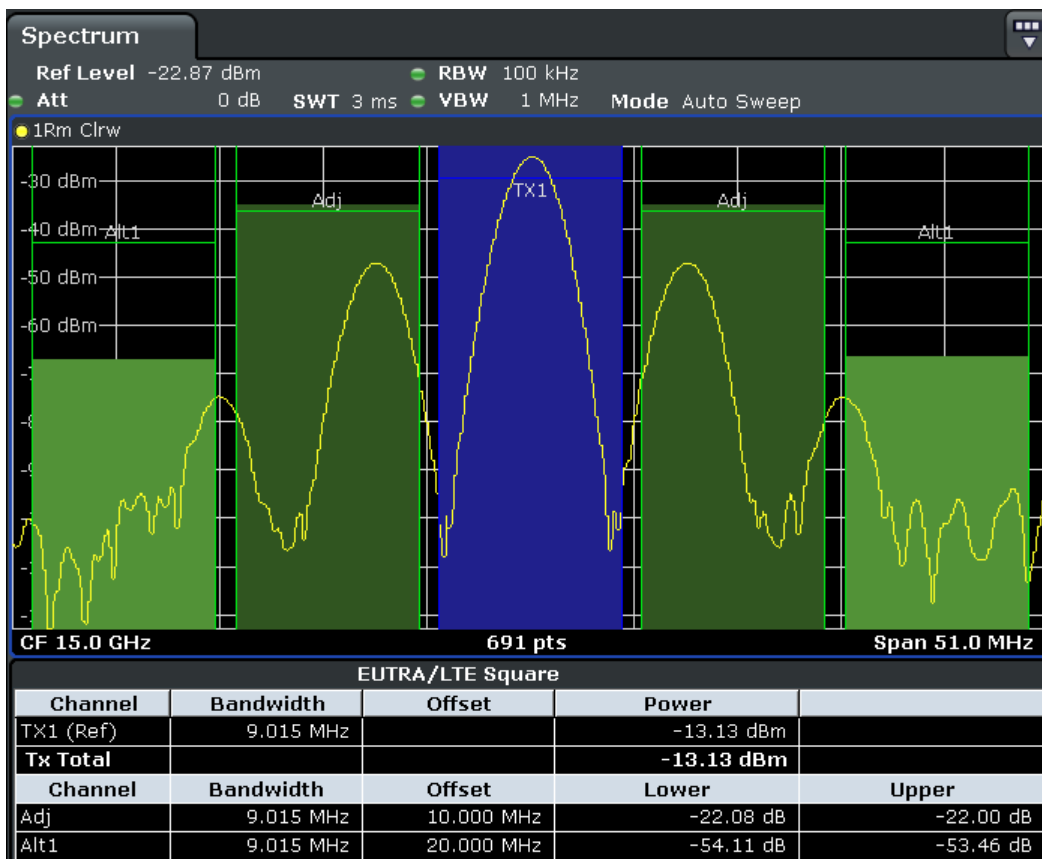 Spectrum
Ref Level -22.87 dBm RBW 100 kHz
Att 0 dB SWT 3 ms VBW 1 MHz Mode Auto Sweep
1Rm Clrw
-30 dBm
Adj TX1 Adj
-40 dBm Alt1 Alt1
-50 dBm
-60 dBm
CF 15.0 GHz 691 pts Span 51.0 MHz
EUTRA/LTE Square
Channel Bandwidth Offset Power
TX1 (Ref) 9.015 MHz -13.13 dBm
Tx Total -13.13 dBm
Channel Bandwidth Offset Lower Upper
Adj 9.015 MHz 10.000 MHz -22.08 dB -22.00 dB
Alt1 9.015 MHz 20.000 MHz -54.11 dB -53.46 dB